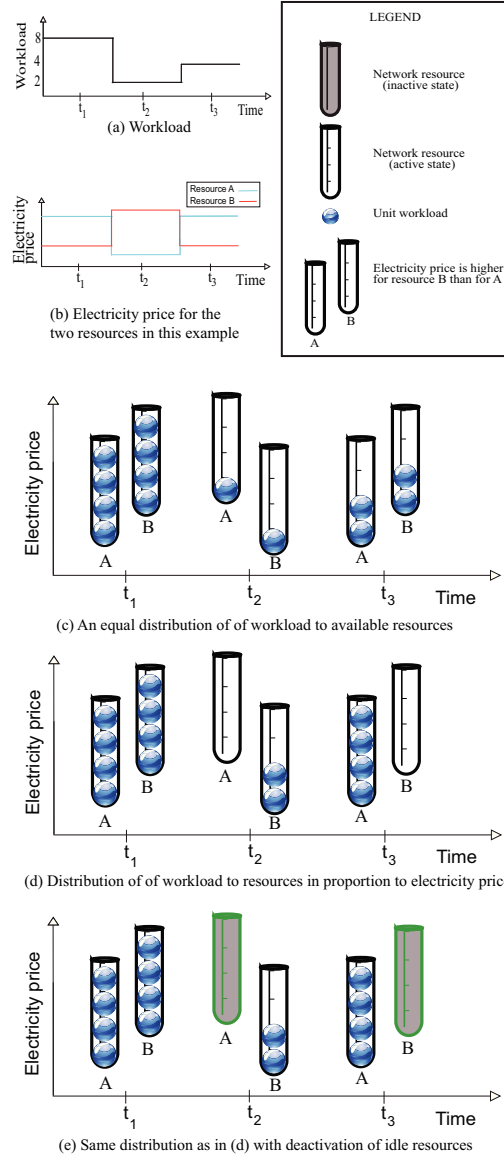 Workload
8
4
2
t1
t2
t3
Time
(a) Workload
Electricity
price
Resource A
Resource B
t1
t2
t3
Time
(b) Electricity price for the
two resources in this example
LEGEND
Network resource
(inactive state)
Network resource
(active state)
Unit workload
Electricity price is higher
for resource B than for A
A
B
Electricity price
A
B
A
B
A
B
t1
t2
t3
Time
(c) An equal distribution of of workload to available resources
Electricity price
A
B
A
B
A
B
t1
t2
t3
Time
(d) Distribution of of workload to resources in proportion to electricity pric
Electricity price
A
B
A
B
A
B
t1
t2
t3
Time
(e) Same distribution as in (d) with deactivation of idle resources